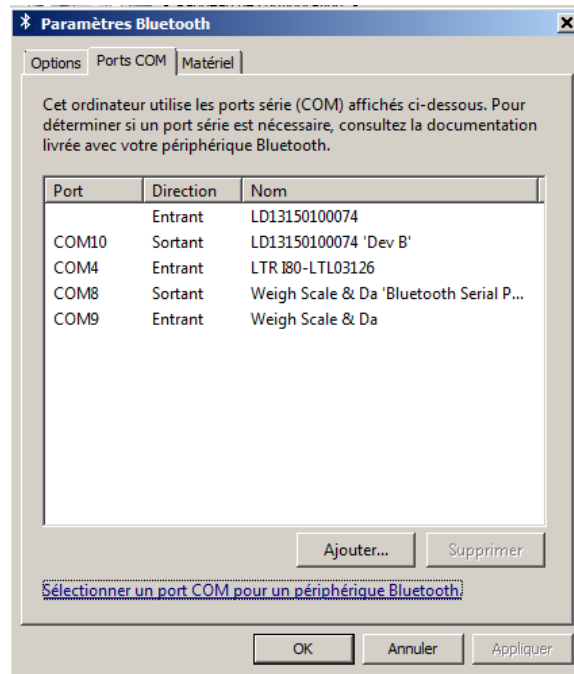 Paramètres Bluetooth
X
Options Ports COM Matériel
Cet ordinateur utilise les ports série (COM) affichés ci-dessous. Pour
déterminer si un port série est nécessaire, consultez la documentation
livrée avec votre périphérique Bluetooth.
Port Direction Nom
Entrant LD13150100074
COM10 Sortant LD13150100074 'Dev B'
COM4 Entrant LTR I80-LTL03126
COM8 Sortant Weigh Scale & Da 'Bluetooth Serial P...
COM9 Entrant Weigh Scale & Da
Ajouter... Supprimer
Sélectionner un port COM pour un périphérique Bluetooth.
OK Annuler Appliquer